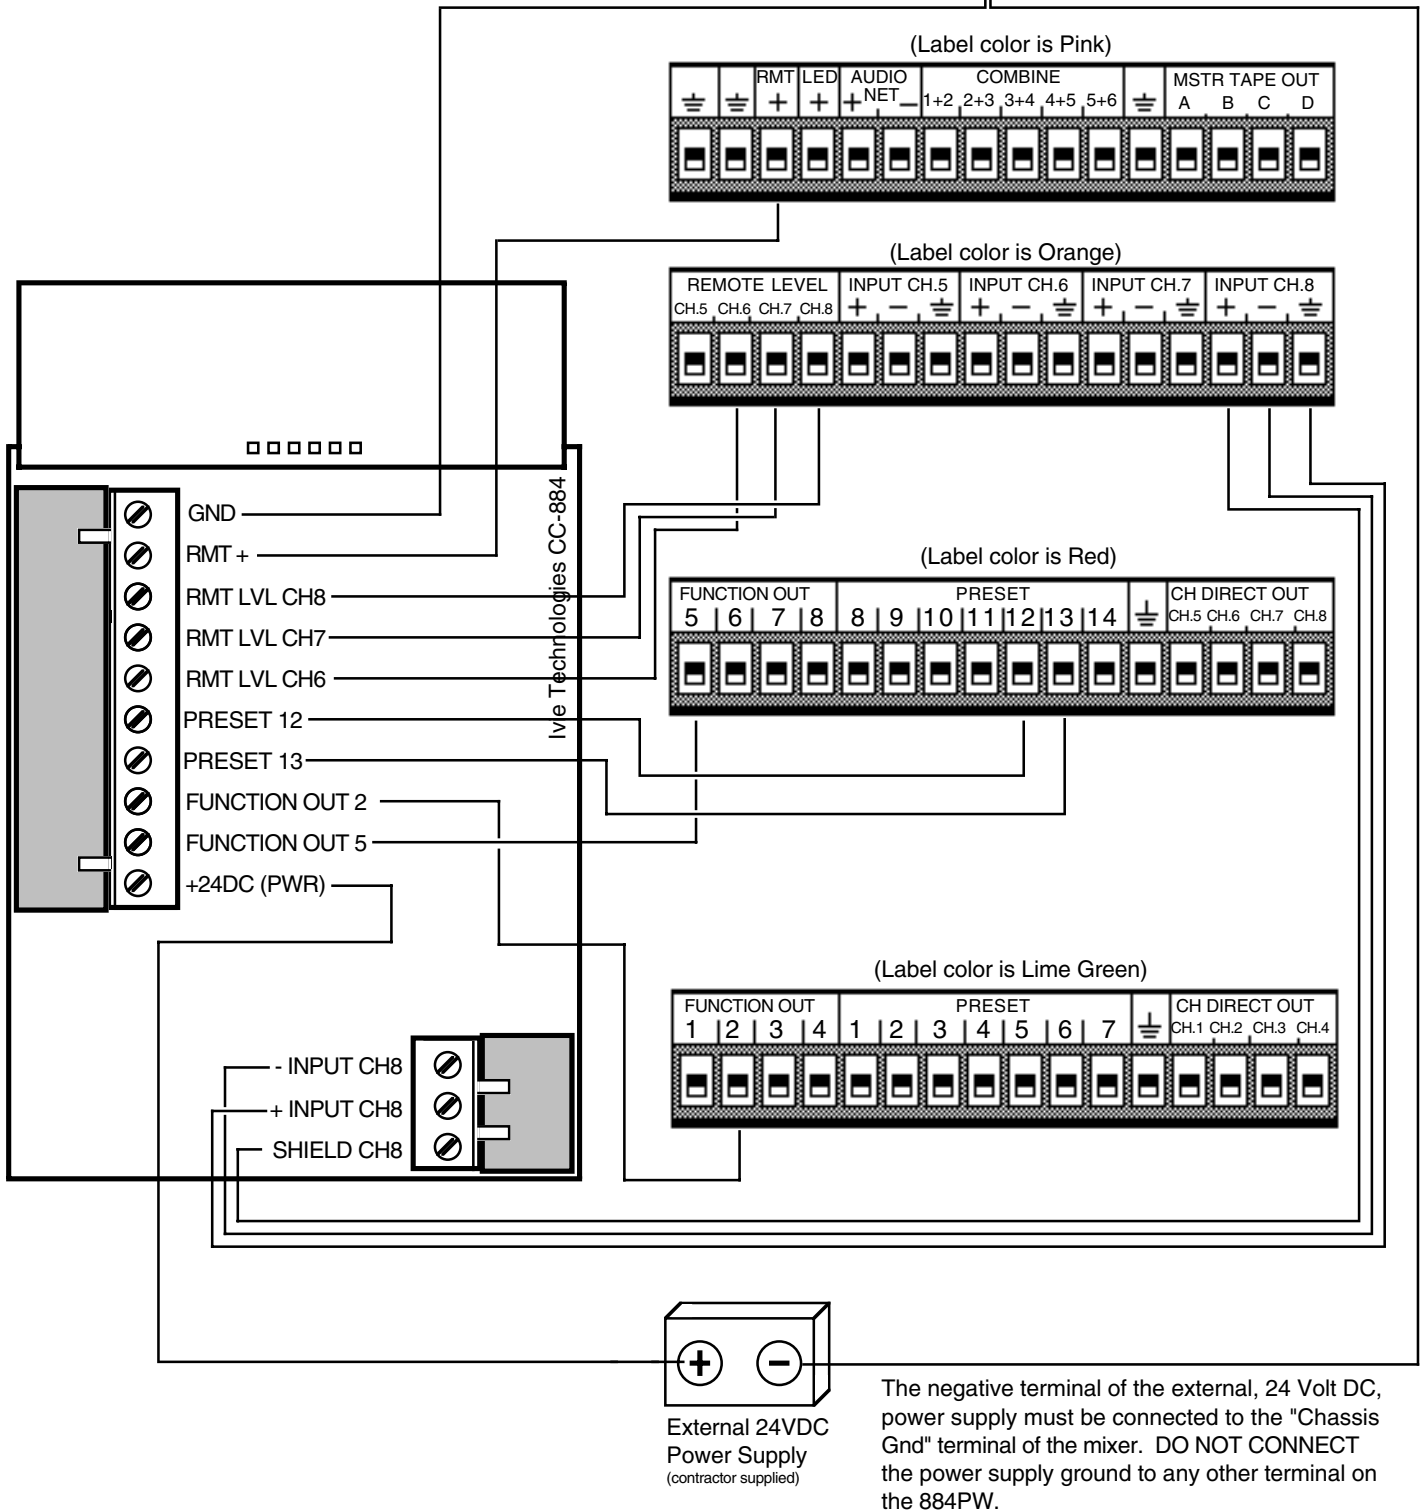 (Label color is Pink)
RMT LED AUDIO NET COMBINE MSTR TAPE OUT
+ + + − 1+2 2+3 3+4 4+5 5+6 A B C D
(Label color is Orange)
REMOTE LEVEL INPUT CH.5 INPUT CH.6 INPUT CH.7 INPUT CH.8
CH.5 CH.6 CH.7 CH.8 + − + − + − + −
Ivie Technologies CC-884
GND
RMT +
RMT LVL CH8
RMT LVL CH7
RMT LVL CH6
PRESET 12
PRESET 13
FUNCTION OUT 2
FUNCTION OUT 5
+24DC (PWR)
(Label color is Red)
FUNCTION OUT PRESET CH DIRECT OUT
5 6 7 8 8 9 10 11 12 13 14 CH.5 CH.6 CH.7 CH.8
(Label color is Lime Green)
FUNCTION OUT PRESET CH DIRECT OUT
1 2 3 4 1 2 3 4 5 6 7 CH.1 CH.2 CH.3 CH.4
- INPUT CH8
+ INPUT CH8
SHIELD CH8
+ −
External 24VDC
Power Supply
(contractor supplied)
The negative terminal of the external, 24 Volt DC,
power supply must be connected to the "Chassis
Gnd" terminal of the mixer. DO NOT CONNECT
the power supply ground to any other terminal on
the 884PW.